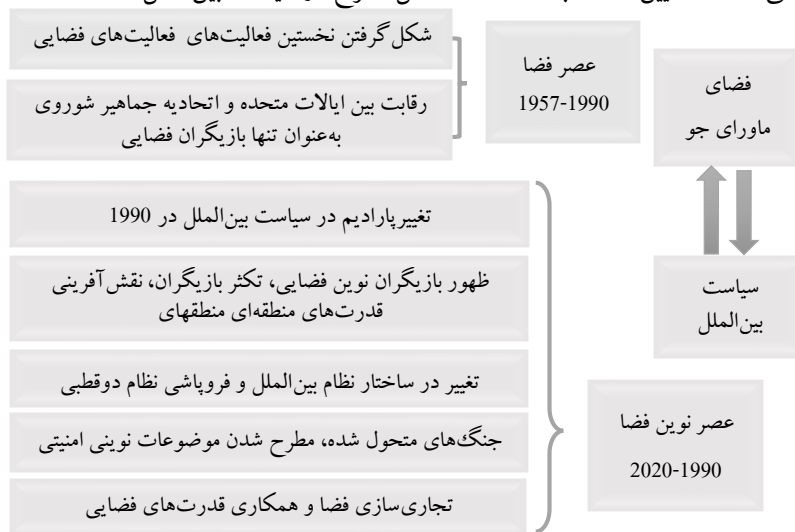 فضای
ماورای جو
سیاست
بین‌الملل
عصر فضا
1957-1990
شکل گرفتن نخستین فعالیت‌های فعالیت‌های فضایی
رقابت بین ایالات متحده و اتحادیه جماهیر شوروی
به‌عنوان تنها بازیگران فضایی
عصر نوین فضا
2020-1990
تغییرپارادیم در سیاست بین‌الملل در 1990
ظهور بازیگران نوین فضایی، تکثر بازیگران، نقش‌آفرینی
قدرت‌های منطقه‌ای منطقهای
تغییر در ساختار نظام بین‌الملل و فروپاشی نظام دوقطبی
جنگ‌های متحول شده، مطرح شدن موضوعات نوینی امنیتی
تجاری‌سازی فضا و همکاری قدرت‌های فضایی